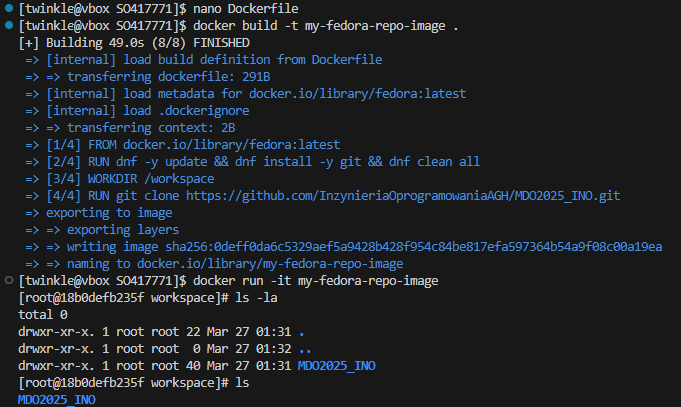 [twinkle@vbox SO417771]$ nano Dockerfile
[twinkle@vbox SO417771]$ docker build -t my-fedora-repo-image .
[+] Building 49.0s (8/8) FINISHED
=> [internal] load build definition from Dockerfile
=> => transferring dockerfile: 291B
=> [internal] load metadata for docker.io/library/fedora:latest
=> [internal] load .dockerignore
=> => transferring context: 2B
=> [1/4] FROM docker.io/library/fedora:latest
=> [2/4] RUN dnf -y update && dnf install -y git && dnf clean all
=> [3/4] WORKDIR /workspace
=> [4/4] RUN git clone https://github.com/InzynieriaOprogramowaniaAGH/MDO2025_INO.git
=> exporting to image
=> => exporting layers
=> => writing image sha256:0deff0da6c5329aef5a9428b428f954c84be817efa597364b54a9f08c00a19ea
=> => naming to docker.io/library/my-fedora-repo-image
[twinkle@vbox SO417771]$ docker run -it my-fedora-repo-image
[root@18b0defb235f workspace]# ls -la
total 0
drwxr-xr-x. 1 root root 22 Mar 27 01:31 .
drwxr-xr-x. 1 root root  0 Mar 27 01:32 ..
drwxr-xr-x. 1 root root 40 Mar 27 01:31 MDO2025_INO
[root@18b0defb235f workspace]# ls
MDO2025_INO